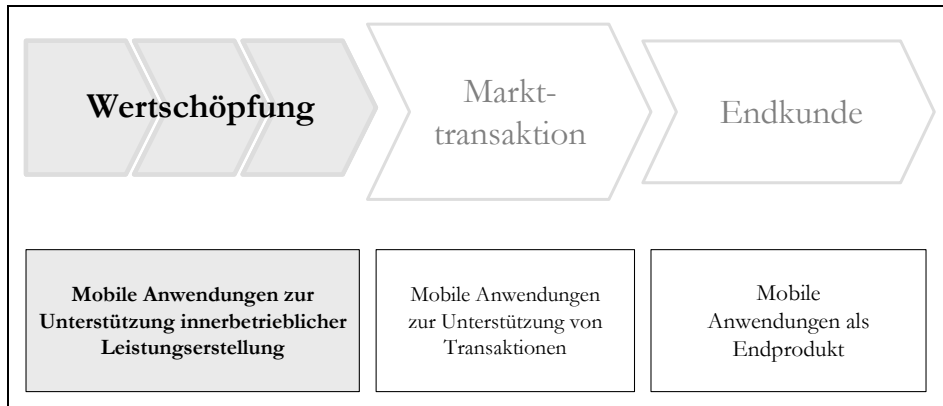 Wertschöpfung
Markt-
transaktion
Endkunde
Mobile Anwendungen zur
Unterstützung innerbetrieblicher
Leistungserstellung
Mobile Anwendungen
zur Unterstützung von
Transaktionen
Mobile
Anwendungen als
Endprodukt